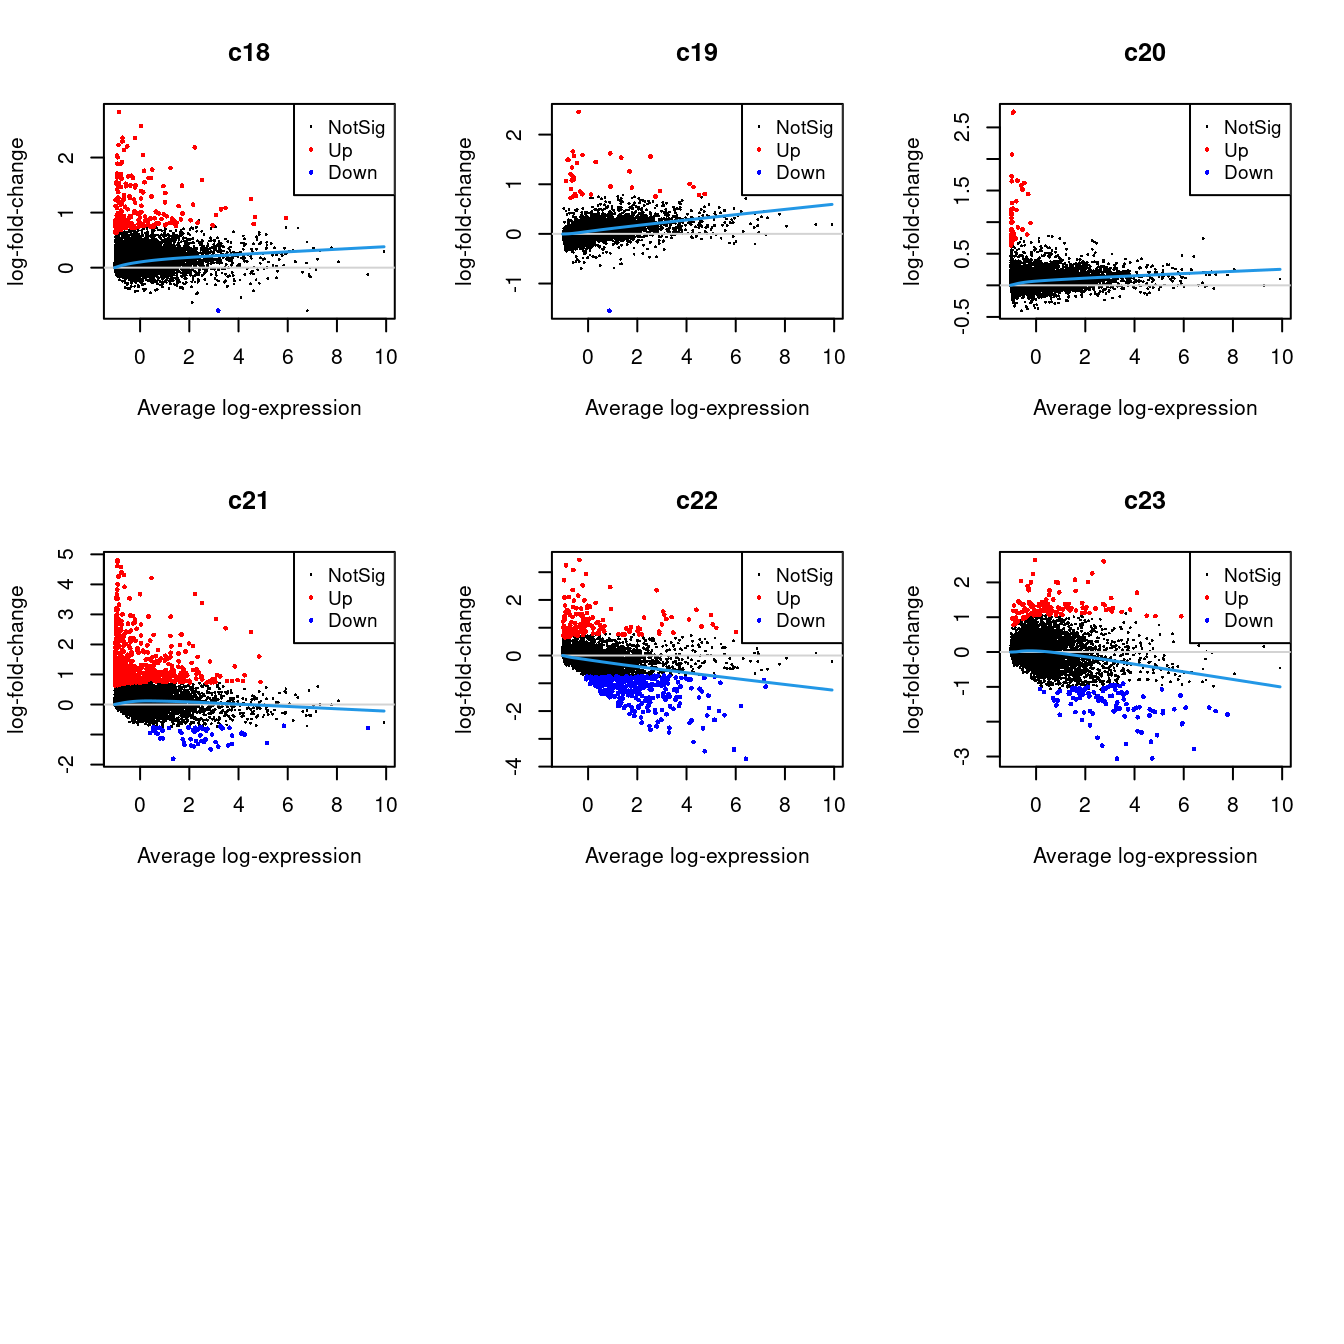 c18
c19
c20
log-fold-change
0 1 2
NotSig
Up
Down
0 2 4 6 8 10
Average log-expression
log-fold-change
-1 0 1 2
NotSig
Up
Down
0 2 4 6 8 10
Average log-expression
log-fold-change
-0.5 0.5 1.5 2.5
NotSig
Up
Down
0 2 4 6 8 10
Average log-expression
c21
c22
c23
log-fold-change
-2 0 1 2 3 4 5
NotSig
Up
Down
0 2 4 6 8 10
Average log-expression
log-fold-change
-4 -2 0 2
NotSig
Up
Down
0 2 4 6 8 10
Average log-expression
log-fold-change
-3 -1 0 1 2
NotSig
Up
Down
0 2 4 6 8 10
Average log-expression